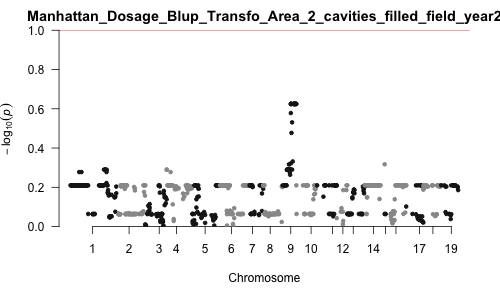 Manhattan_Dosage_Blup_Transfo_Area_2_cavities_filled_field_year2
1.0
0.8
0.6
0.4
0.2
0.0
− log₁₀(p)
1 2 3 4 5 6 7 8 9 10 12 14 17 19
Chromosome